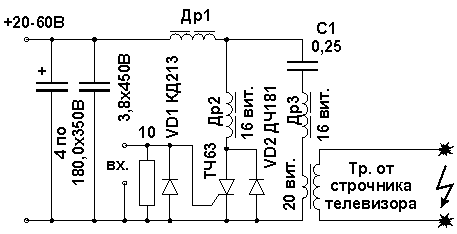 +20-60В
Др1
С1
0,25
+
4 по
180,0х350В
3,8х450В
VD1 КД213
Др2
16 вит.
VD2 ДЧ181
Др3
16 вит.
10
вх.
ТЧ63
20 вит.
Тр. от
строчника
телевизора